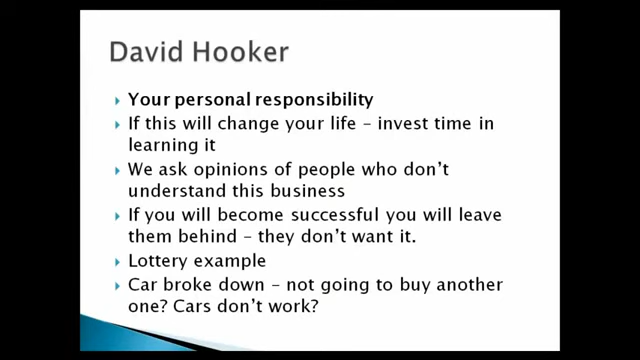 David Hooker
Your personal responsibility
If this will change your life – invest time in
learning it
We ask opinions of people who don't
understand this business
If you will become successful you will leave
them behind – they don't want it.
Lottery example
Car broke down – not going to buy another
one? Cars don't work?